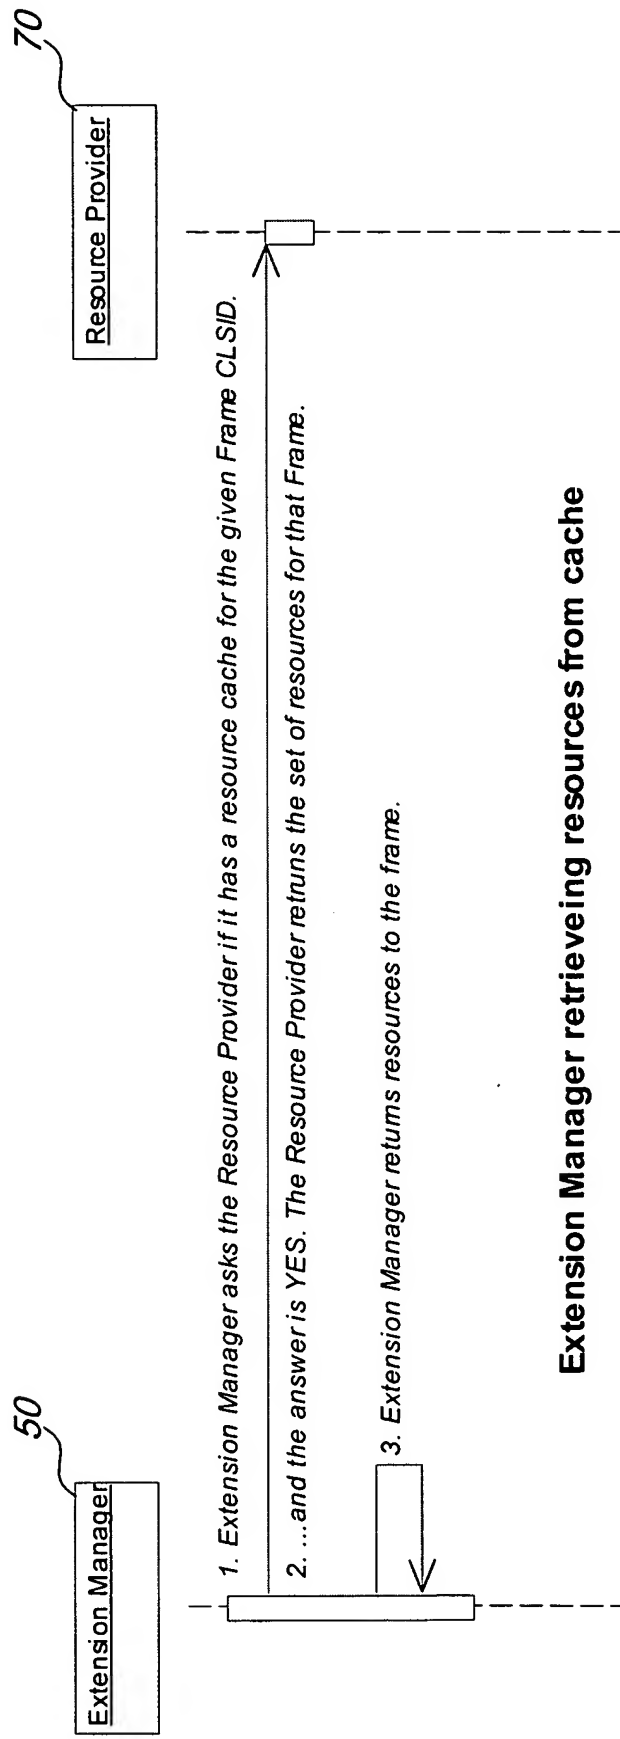 50
70
Extension Manager
Resource Provider
1. Extension Manager asks the Resource Provider if it has a resource cache for the given Frame CLSID.
2. ...and the answer is YES. The Resource Provider retruns the set of resources for that Frame.
3. Extension Manager returns resources to the frame.
Extension Manager retrieveing resources from cache